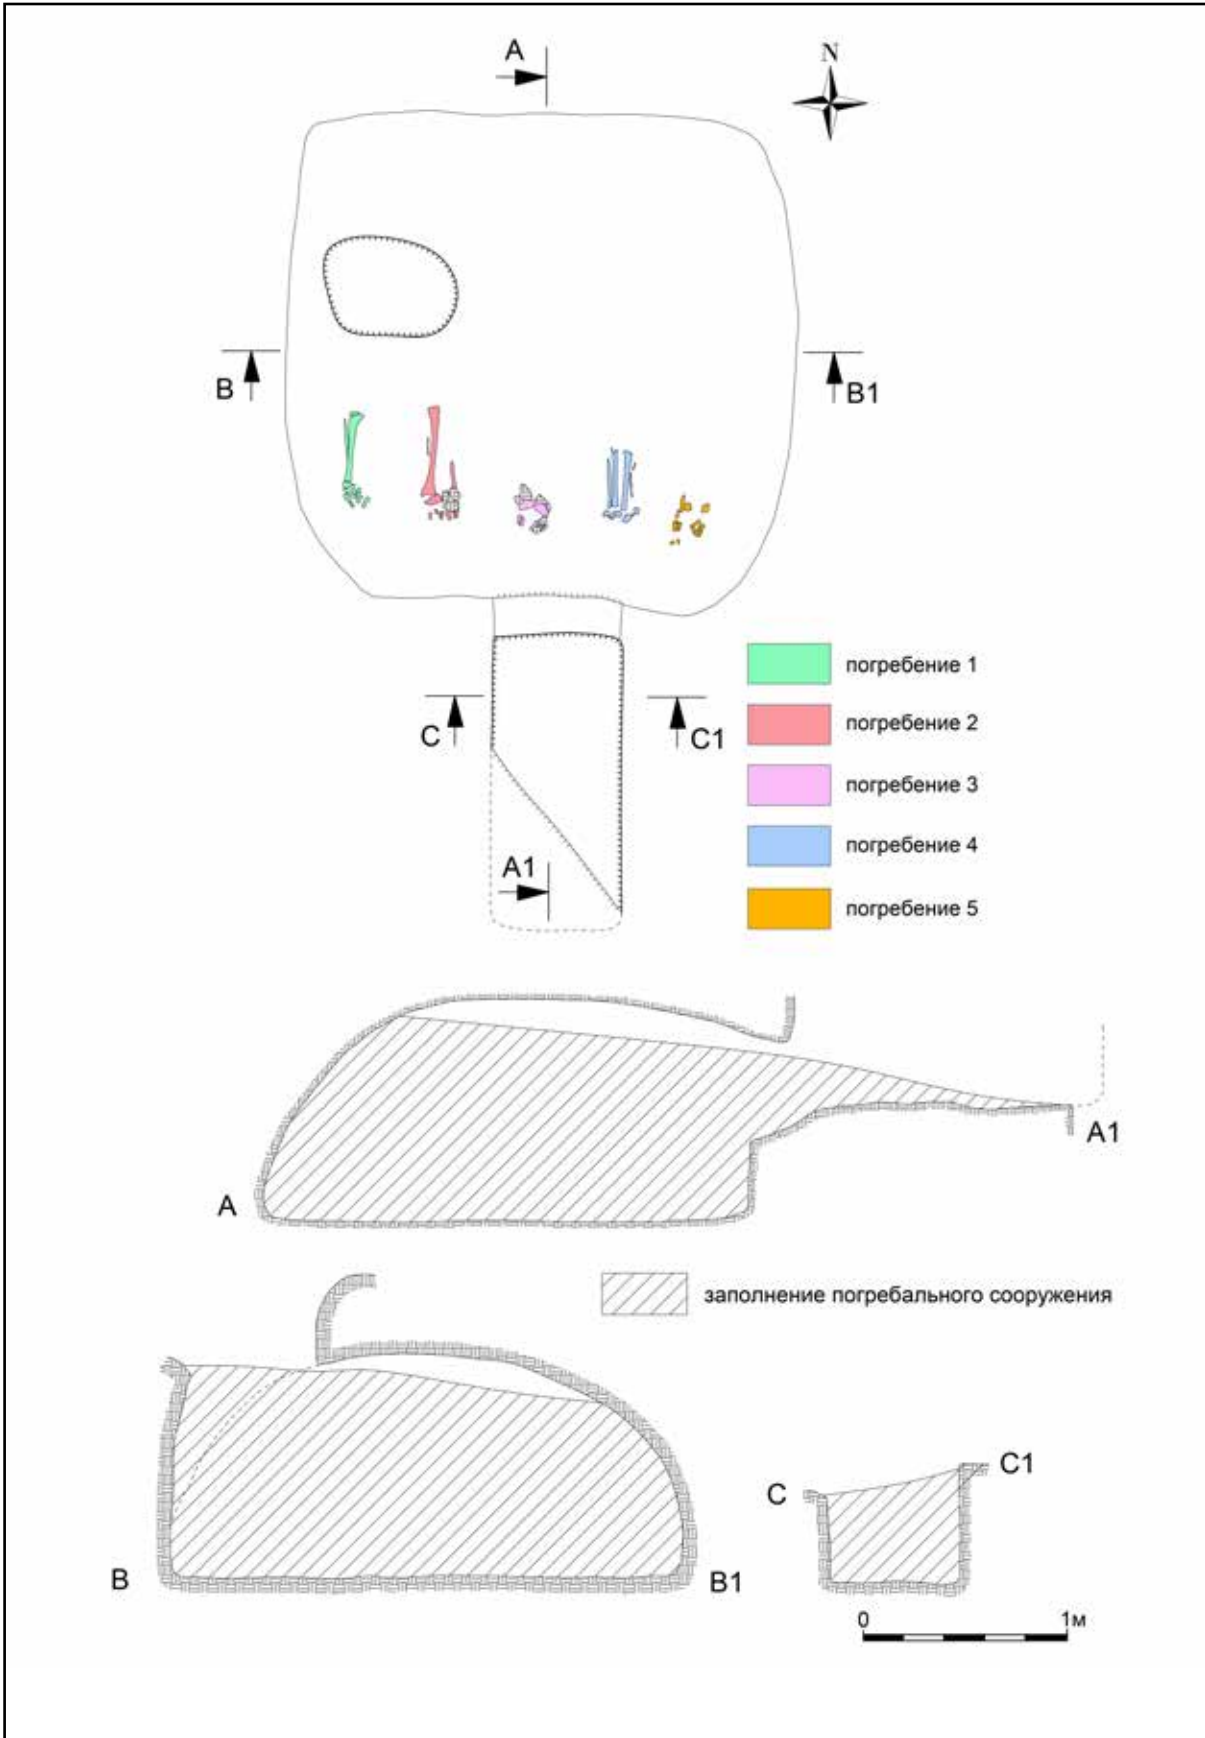 A
N
B
B1
C
C1
A1
погребение 1
погребение 2
погребение 3
погребение 4
погребение 5
A
A1
заполнение погребального сооружения
B
B1
C
C1
0 1м